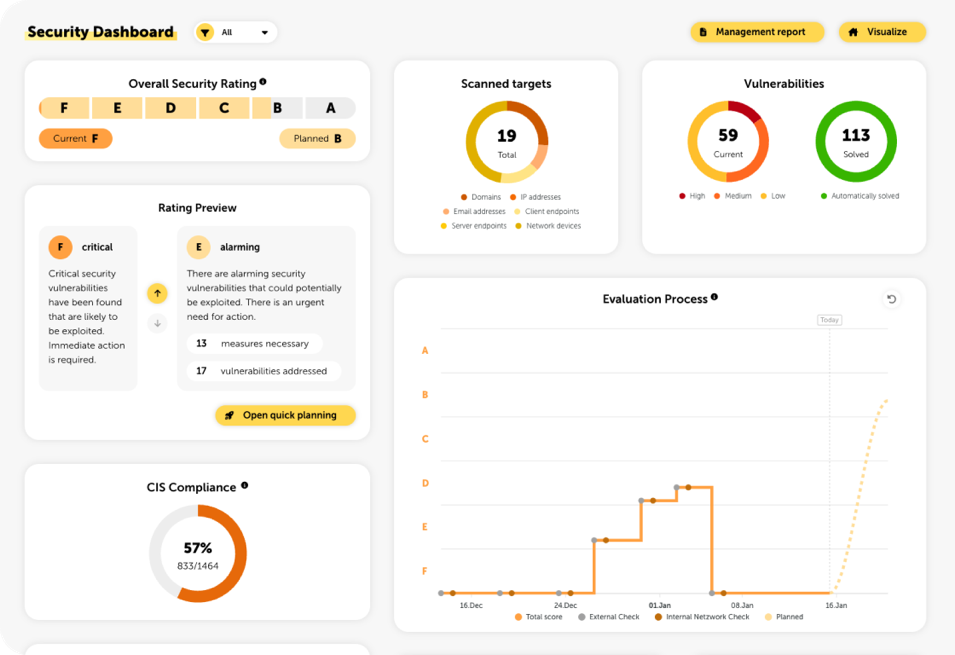 Security Dashboard
All
Management report
Visualize
Overall Security Rating
F E D C B A
Current F
Planned B
Scanned targets
19
Total
Domains IP addresses
Email addresses Client endpoints
Server endpoints Network devices
Vulnerabilities
59
Current
High Medium Low
113
Solved
Automatically solved
Rating Preview
F critical
Critical security
vulnerabilities
have been found
that are likely to
be exploited.
Immediate action
is required.
E alarming
There are alarming security
vulnerabilities that could potentially
be exploited. There is an urgent
need for action.
13 measures necessary
17 vulnerabilities addressed
Open quick planning
Evaluation Process
Today
A
B
C
D
E
F
16.Dec 24.Dec 01.Jan 08.Jan 16.Jan
Total score External Check Internal Netzwork Check Planned
CIS Compliance
57%
833/1464